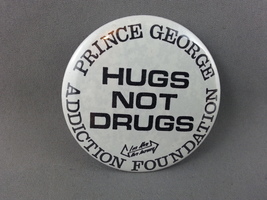 PRINCE GEORGE
HUGS
NOT
DRUGS
ADDICTION FOUNDATION